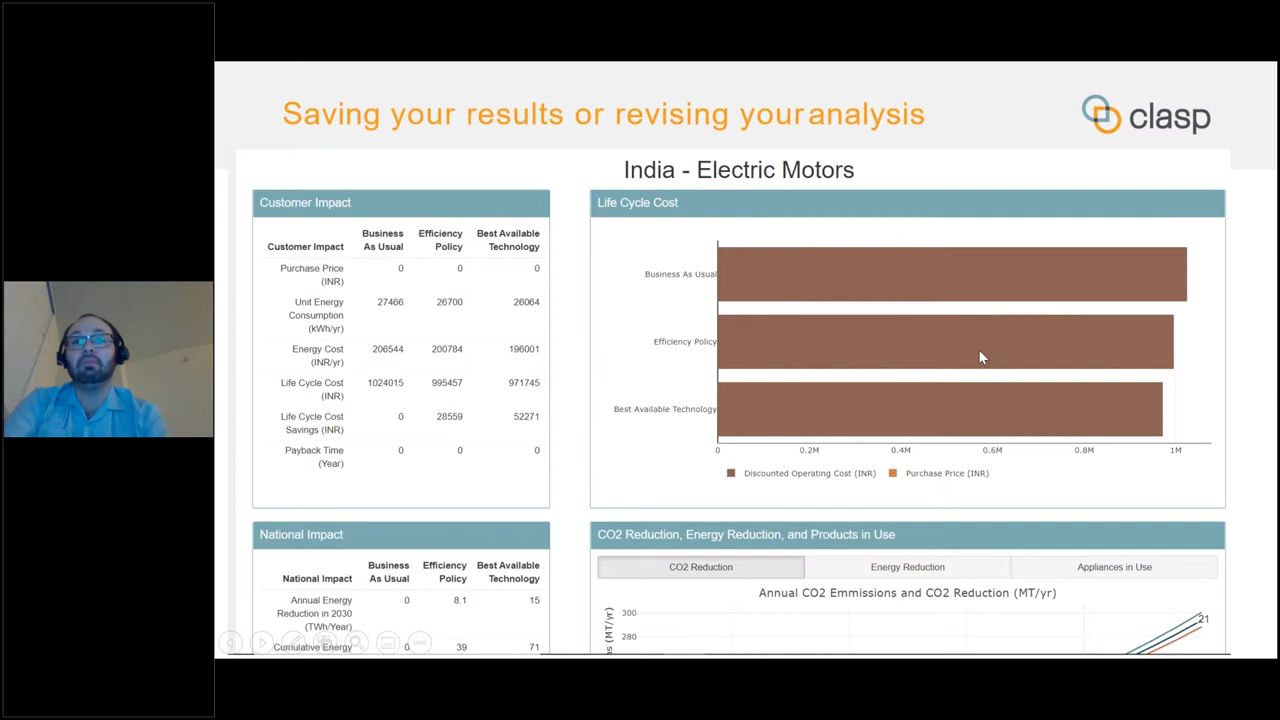 Saving your results or revising your analysis
clasp
India - Electric Motors
Customer Impact
Customer Impact Business As Usual Efficiency Policy Best Available Technology
Purchase Price (INR) 0 0 0
Unit Energy Consumption (kWh/yr) 27466 26700 26064
Energy Cost (INR/yr) 206544 200784 196001
Life Cycle Cost (INR) 1024015 995457 971745
Life Cycle Cost Savings (INR) 0 28559 52271
Payback Time (Year) 0 0 0
Life Cycle Cost
Business As Usual
Efficiency Policy
Best Available Technology
0 0.2M 0.4M 0.6M 0.8M 1M
Discounted Operating Cost (INR) Purchase Price (INR)
National Impact
National Impact Business As Usual Efficiency Policy Best Available Technology
Annual Energy Reduction in 2030 (TWh/Year) 0 8.1 15
Cumulative Energy 0 39 71
CO2 Reduction, Energy Reduction, and Products in Use
CO2 Reduction Energy Reduction Appliances in Use
Annual CO2 Emmissions and CO2 Reduction (MT/yr)
300
280
(MT/yr)
21